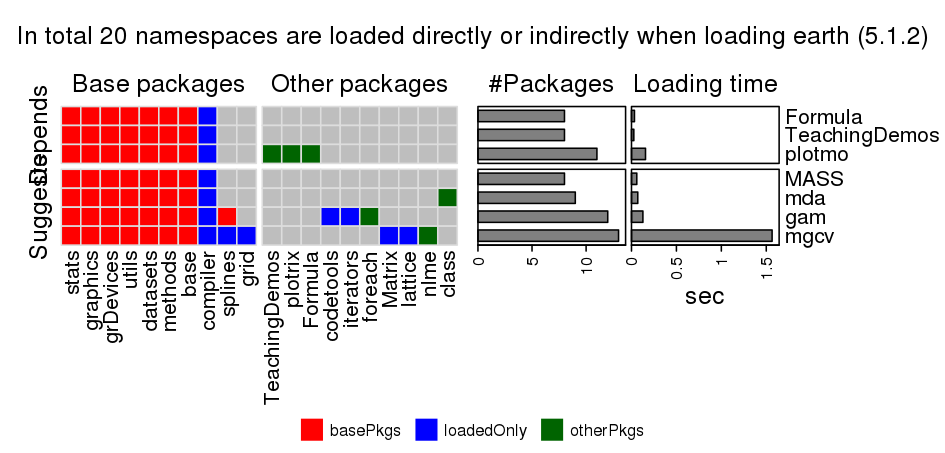 In total 20 namespaces are loaded directly or indirectly when loading earth (5.1.2)
Base packages
Other packages
#Packages
Loading time
Depends
Suggests
Formula
TeachingDemos
plotmo
MASS
mda
gam
mgcv
stats
graphics
grDevices
utils
datasets
methods
base
compiler
splines
grid
TeachingDemos
plotrix
Formula
codetools
iterators
foreach
Matrix
lattice
nlme
class
0
5
10
0
0.5
1
1.5
sec
basePkgs
loadedOnly
otherPkgs